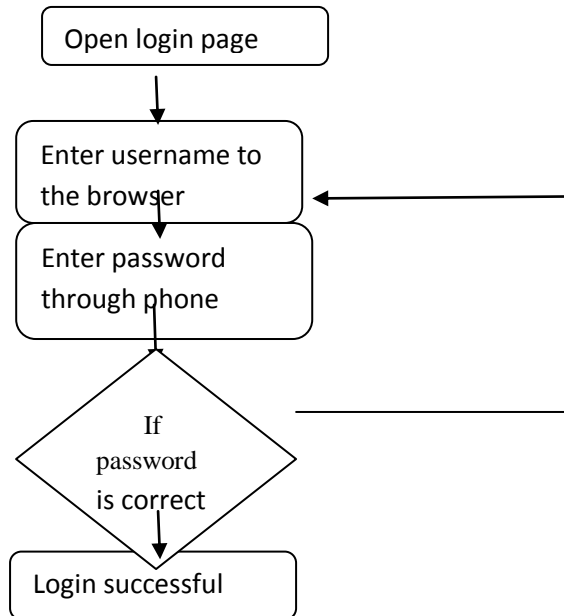 Open login page
Enter username to
the browser
Enter password
through phone
If
password
is correct
Login successful